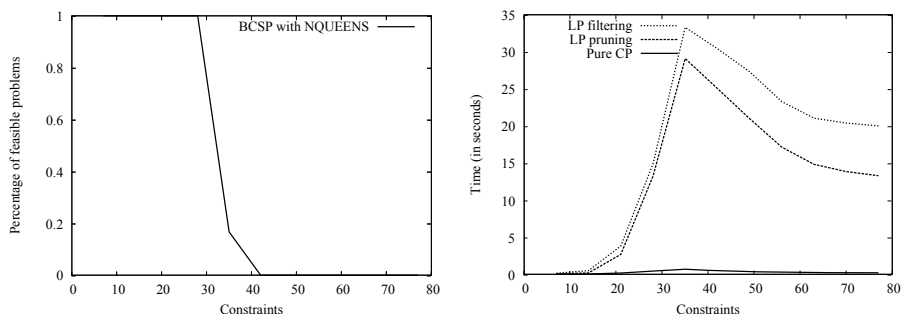 1
0.8
0.6
0.4
0.2
0
Percentage of feasible problems
BCSP with NQUEENS
0 10 20 30 40 50 60 70 80
Constraints
35
30
25
20
15
10
5
0
Time (in seconds)
LP filtering
LP pruning
Pure CP
0 10 20 30 40 50 60 70 80
Constraints